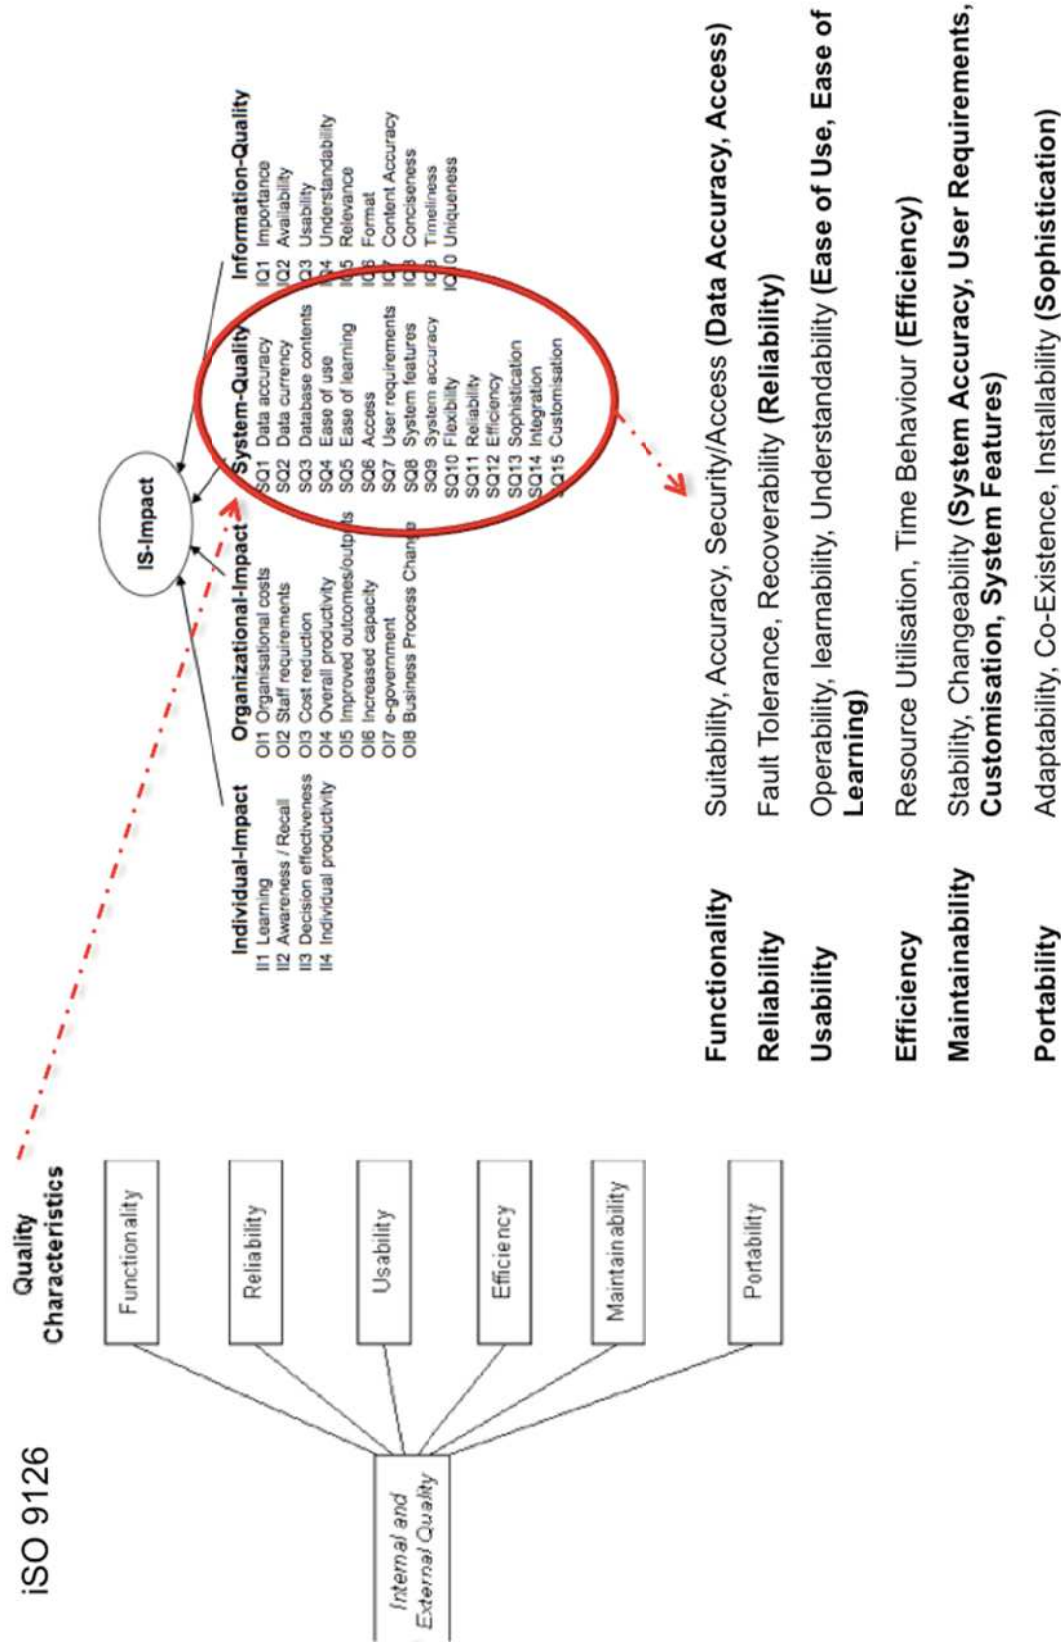 iSO 9126
Quality
Characteristics
Internal and
External Quality
Functionality
Reliability
Usability
Efficiency
Maintainability
Portability
IS-Impact
Individual-Impact
II1 Learning
II2 Awareness / Recall
II3 Decision effectiveness
II4 Individual productivity
Organizational-Impact
OI1 Organisational costs
OI2 Staff requirements
OI3 Cost reduction
OI4 Overall productivity
OI5 Improved outcomes/outputs
OI6 Increased capacity
OI7 e-government
OI8 Business Process Change
System-Quality
SQ1 Data accuracy
SQ2 Data currency
SQ3 Database contents
SQ4 Ease of use
SQ5 Ease of learning
SQ6 Access
SQ7 User requirements
SQ8 System features
SQ9 System accuracy
SQ10 Flexibility
SQ11 Reliability
SQ12 Efficiency
SQ13 Sophistication
SQ14 Integration
SQ15 Customisation
Information-Quality
IQ1 Importance
IQ2 Availability
IQ3 Usability
IQ4 Understandability
IQ5 Relevance
IQ6 Format
IQ7 Content Accuracy
IQ8 Conciseness
IQ9 Timeliness
IQ10 Uniqueness
Functionality Suitability, Accuracy, Security/Access (Data Accuracy, Access)
Reliability Fault Tolerance, Recoverability (Reliability)
Usability Operability, learnability, Understandability (Ease of Use, Ease of
Learning)
Efficiency Resource Utilisation, Time Behaviour (Efficiency)
Maintainability Stability, Changeability (System Accuracy, User Requirements,
Customisation, System Features)
Portability Adaptability, Co-Existence, Installability (Sophistication)